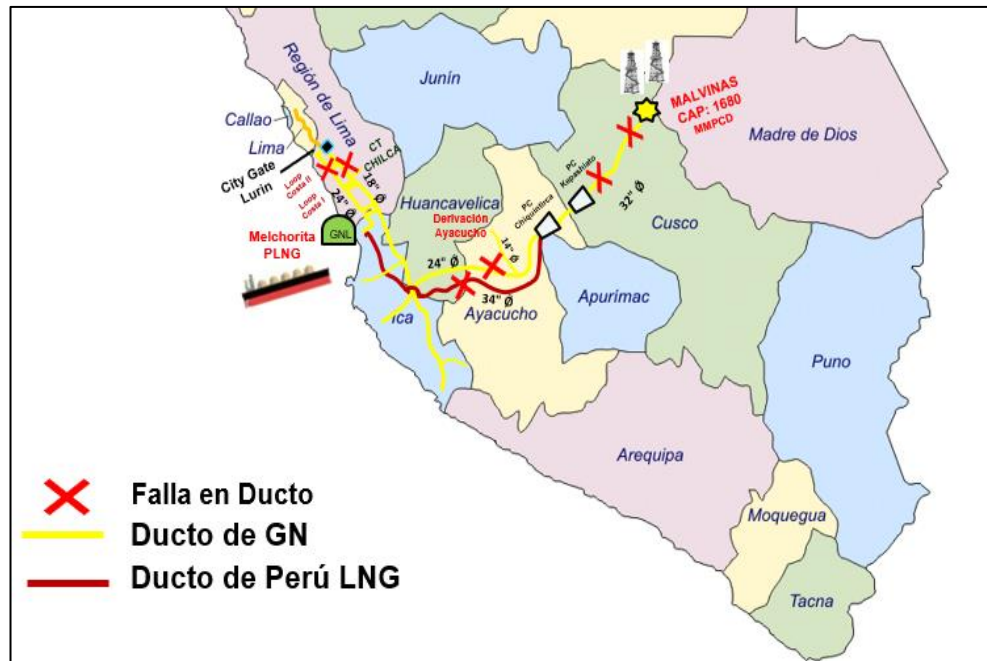 Región de Lima
Junín
MALVINAS
CAP: 1680
MMPCD
Madre de Dios
Callao
Lima
CT
CHILCA
City Gate
Lurin
Loop
Costa II
Loop
Costa I
18" Ø
24" Ø
Huancavelica
Derivación
Ayacucho
PC
Chiquintirca
PC
Kepashiato
32" Ø
Cusco
Melchorita
PLNG
GNL
24" Ø
14" Ø
34" Ø
Ica
Ayacucho
Apurímac
Puno
Arequipa
Moquegua
Tacna
Falla en Ducto
Ducto de GN
Ducto de Perú LNG